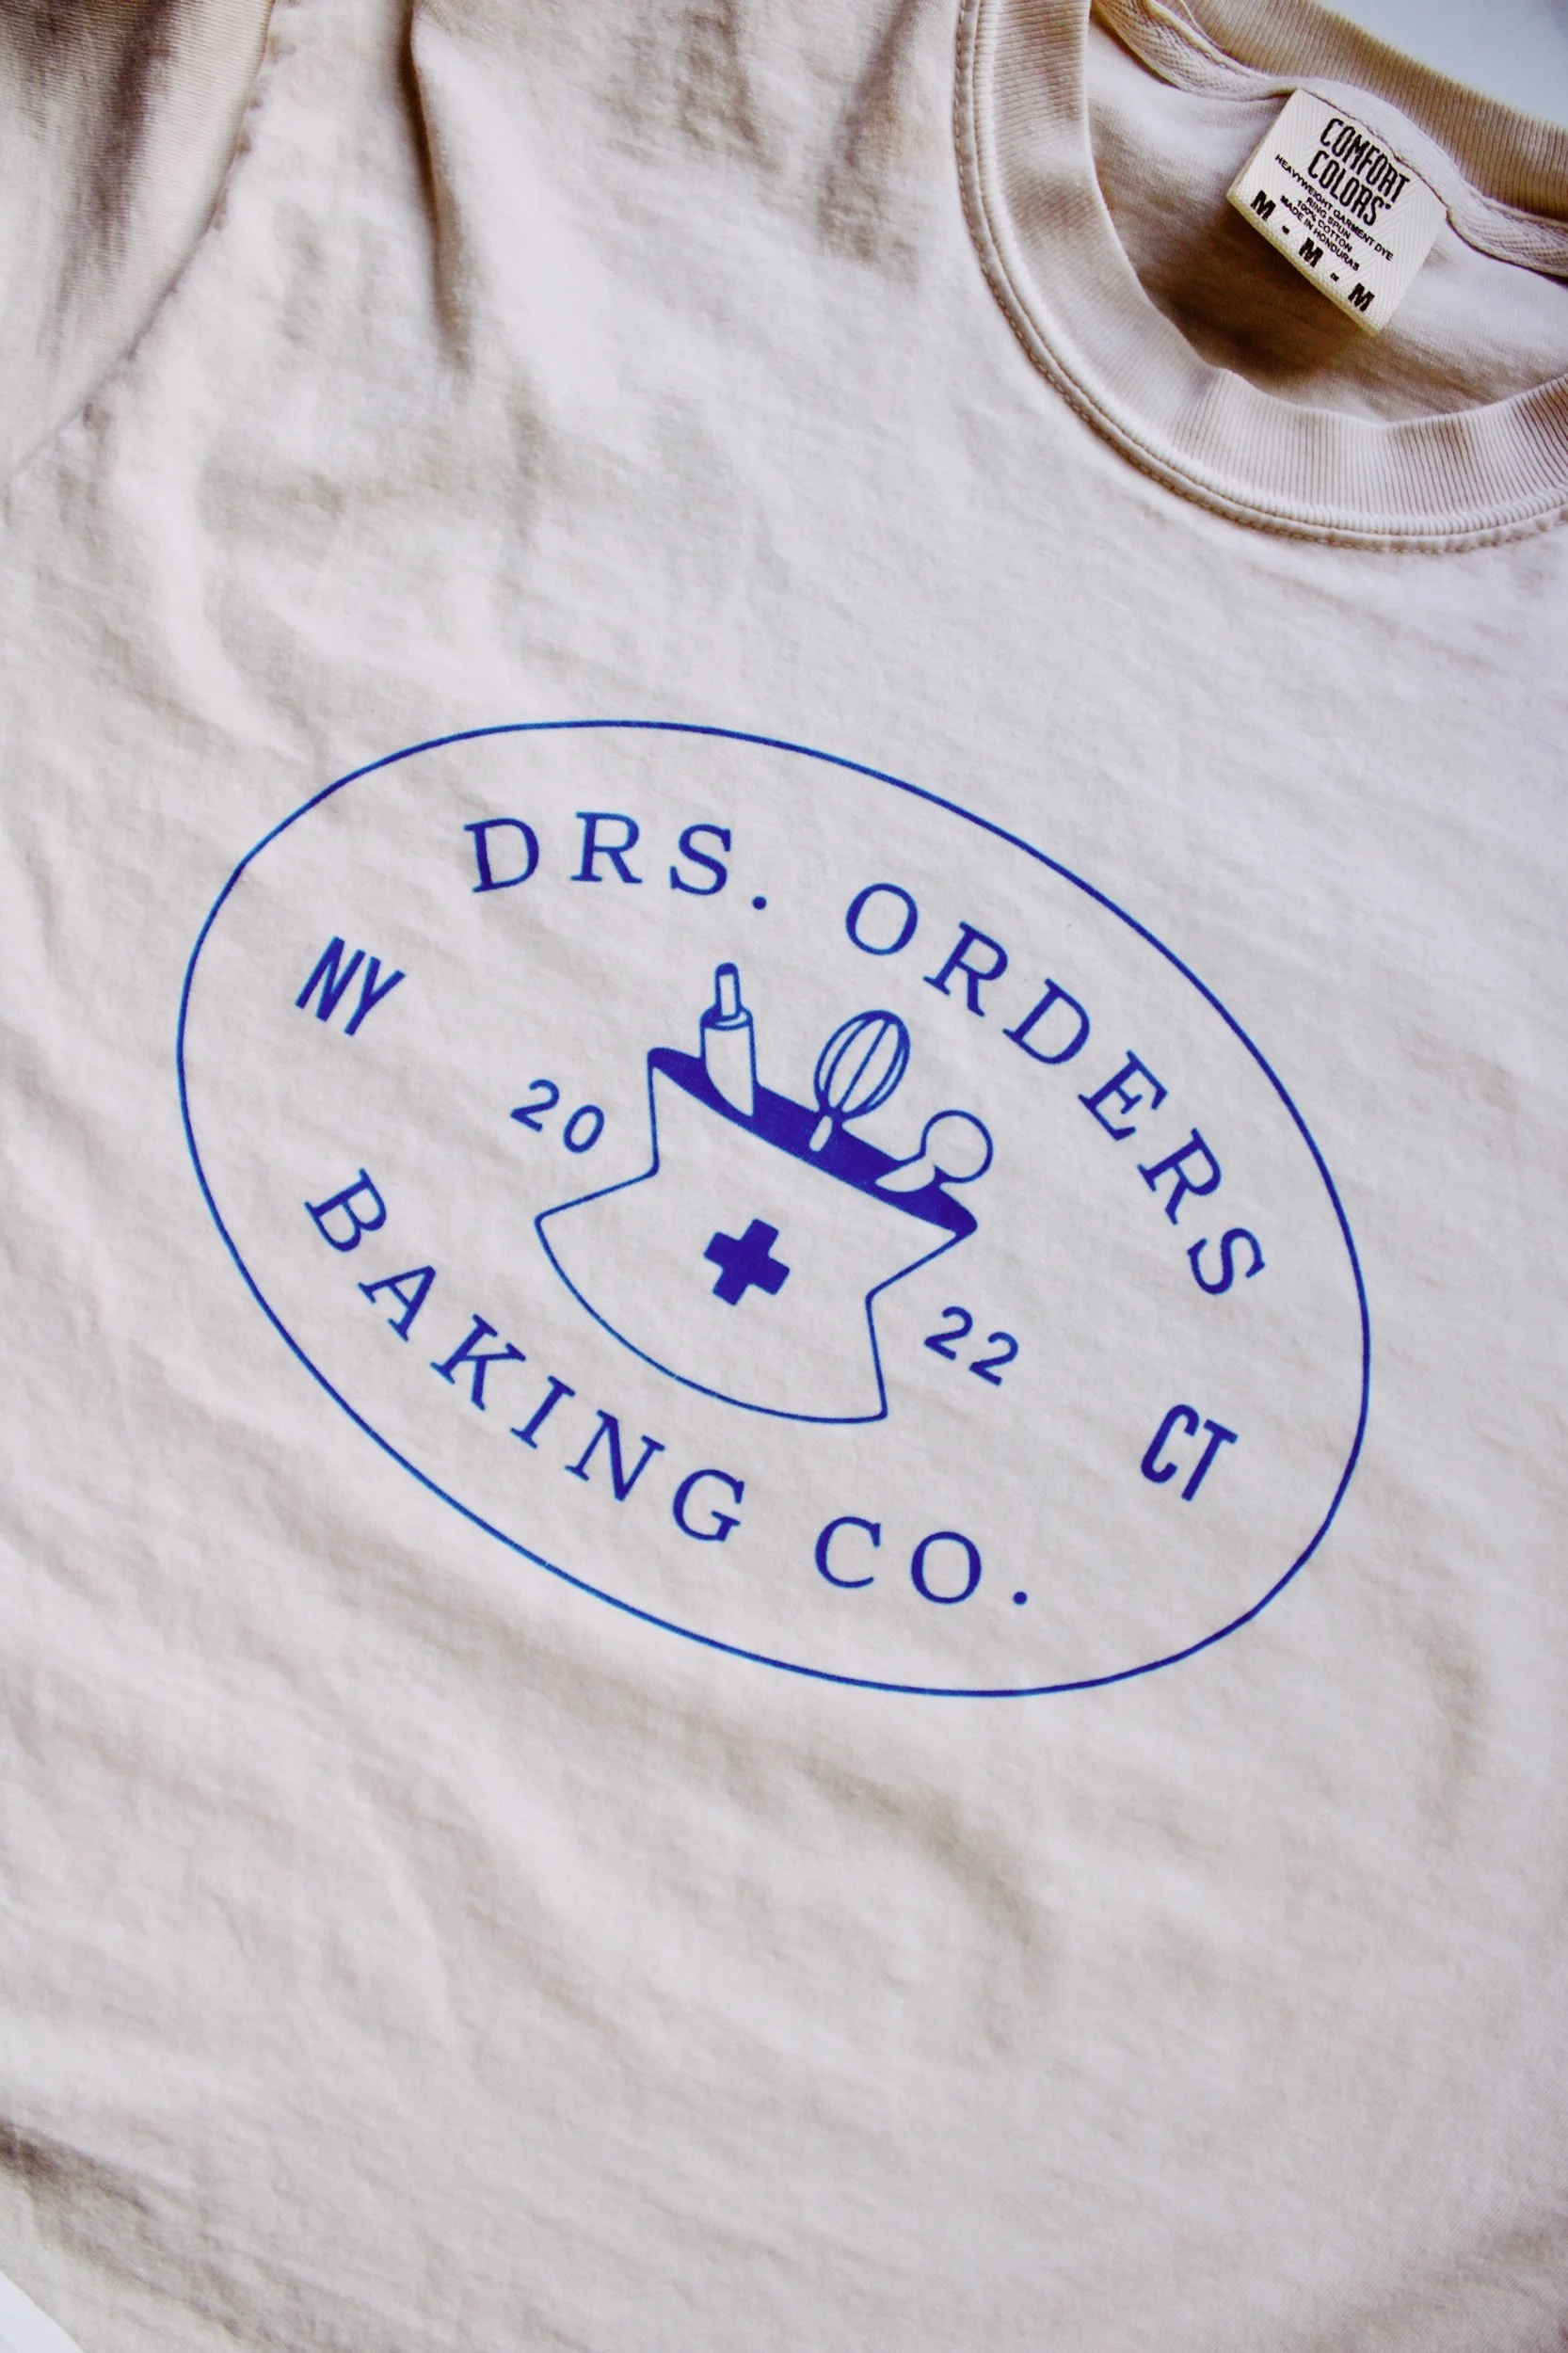 COMFORT
COLORS
HEAVYWEIGHT GARMENT DYE
RING SPUN
100% COTTON
MADE IN HONDURAS
M - M - M
DRS. ORDERS
NY
20
22
CT
BAKING CO.